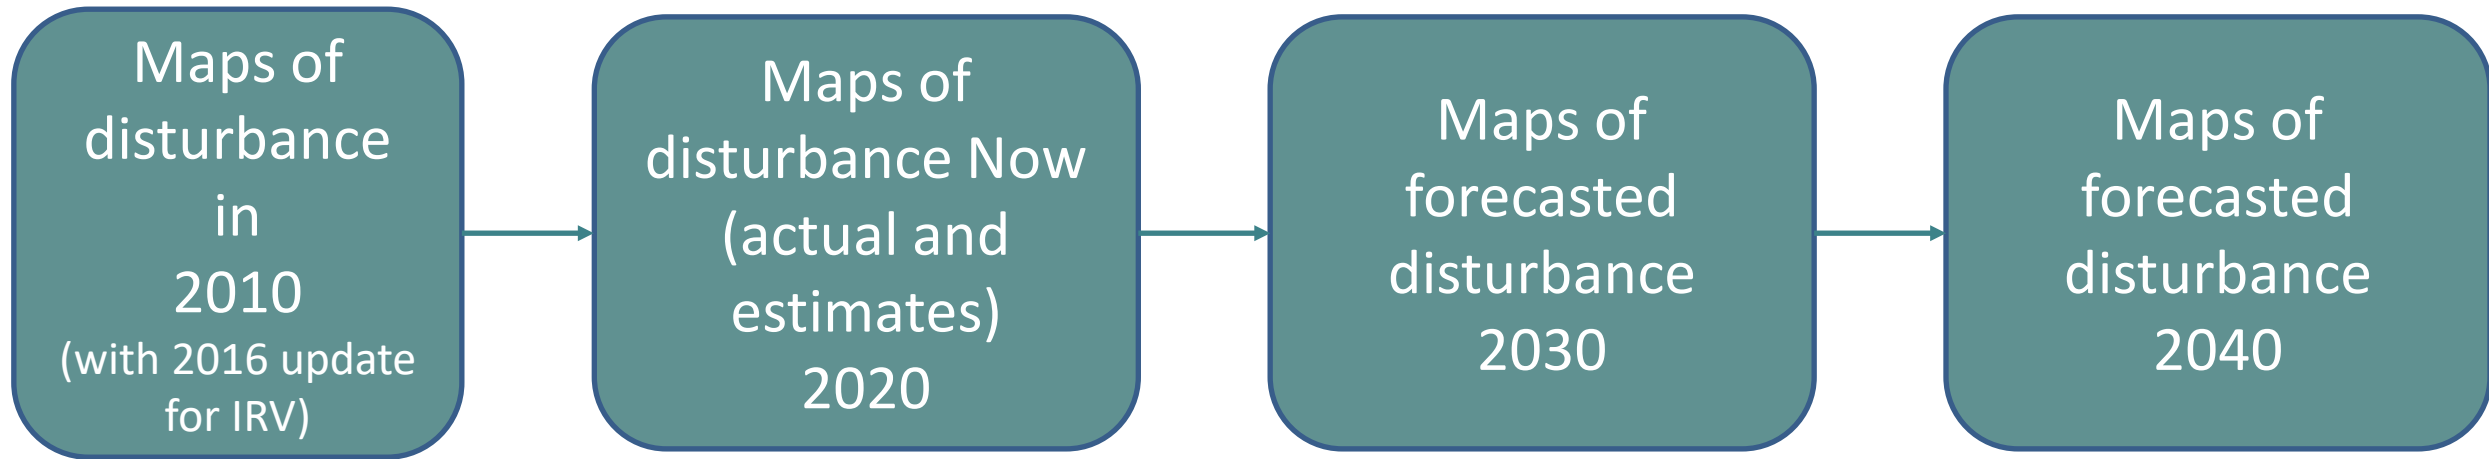 Maps of
disturbance
in
2010
(with 2016 update
for IRV)
Maps of
disturbance Now
(actual and
estimates)
2020
Maps of
forecasted
disturbance
2030
Maps of
forecasted
disturbance
2040